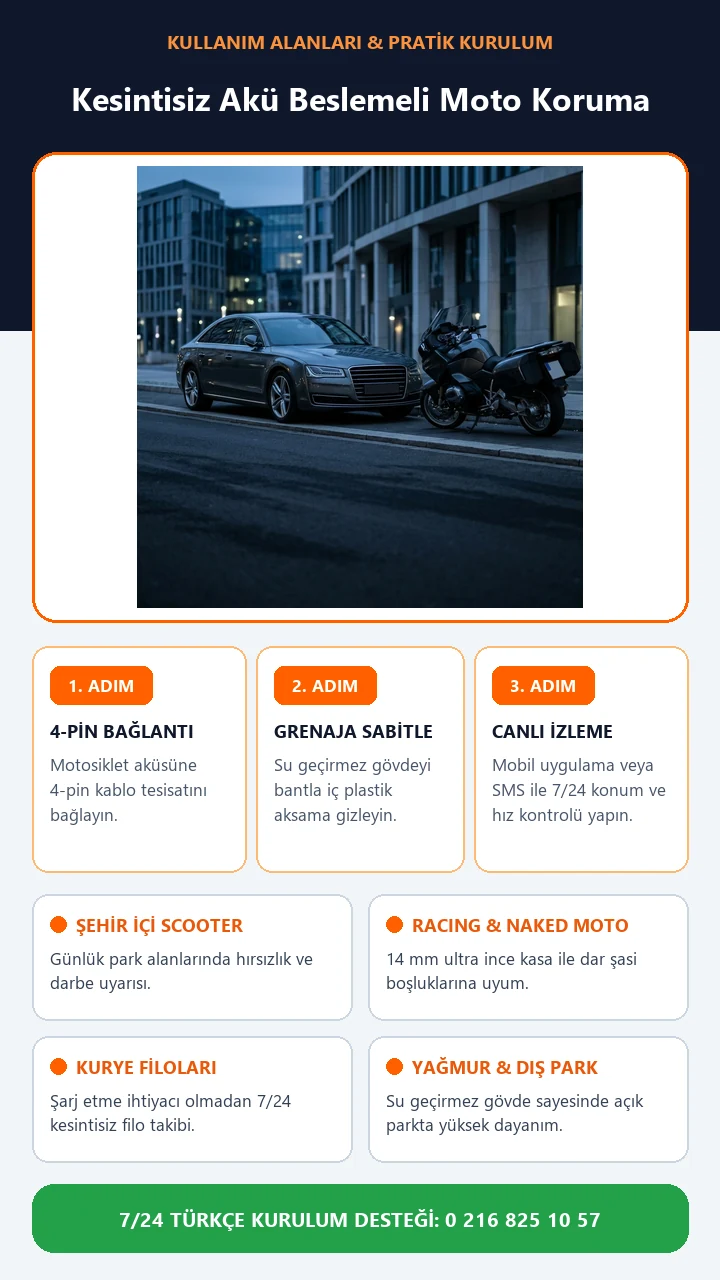 KULLANIM ALANLARI & PRATİK KURULUM
Kesintisiz Akü Beslemeli Moto Koruma
1. ADIM
4-PİN BAĞLANTI
Motosiklet aküsüne
4-pin kablo tesisatını
bağlayın.
2. ADIM
GRENAJA SABİTLE
Su geçirmez gövdeyi
bantla iç plastik
aksama gizleyin.
3. ADIM
CANLI İZLEME
Mobil uygulama veya
SMS ile 7/24 konum ve
hız kontrolü yapın.
ŞEHİR İÇİ SCOOTER
Günlük park alanlarında hırsızlık ve
darbe uyarısı.
RACING & NAKED MOTO
14 mm ultra ince kasa ile dar şasi
boşluklarına uyum.
KURYE FİLOLARI
Şarj etme ihtiyacı olmadan 7/24
kesintisiz filo takibi.
YAĞMUR & DIŞ PARK
Su geçirmez gövde sayesinde açık
parkta yüksek dayanım.
7/24 TÜRKÇE KURULUM DESTEĞİ: 0 216 825 10 57